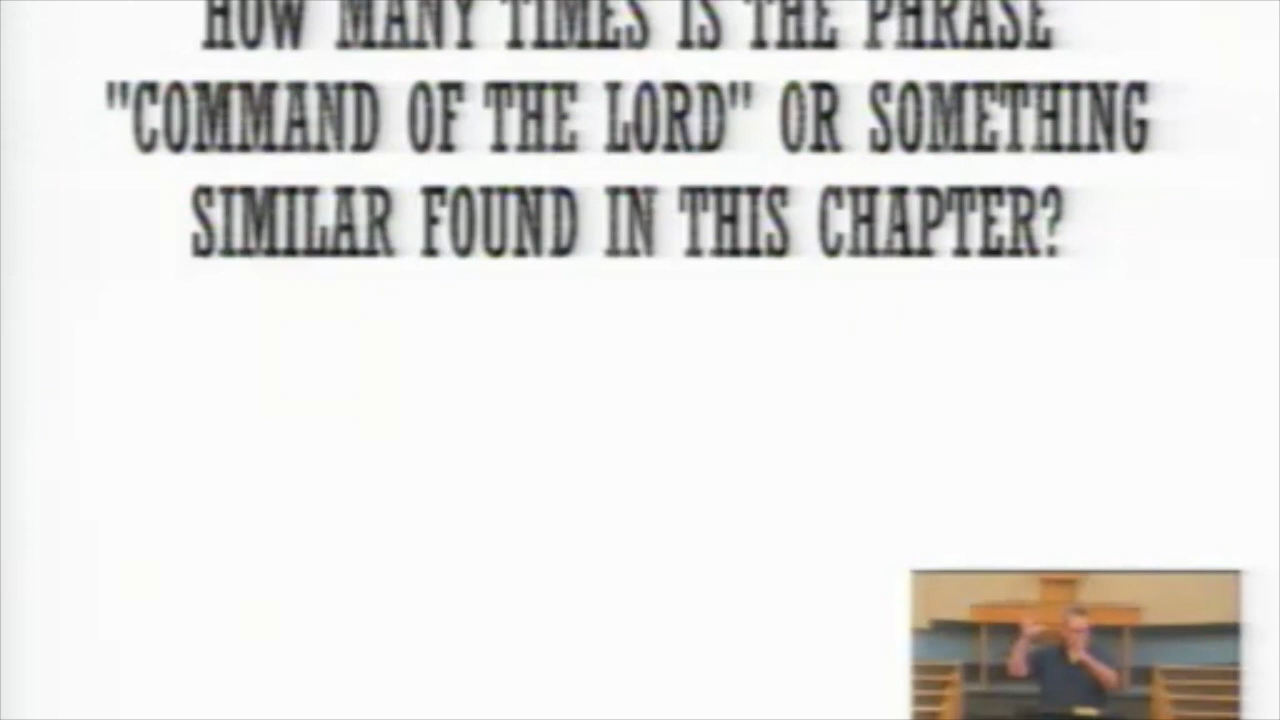 HOW MANY TIMES IS THE PHRASE
"COMMAND OF THE LORD" OR SOMETHING
SIMILAR FOUND IN THIS CHAPTER?